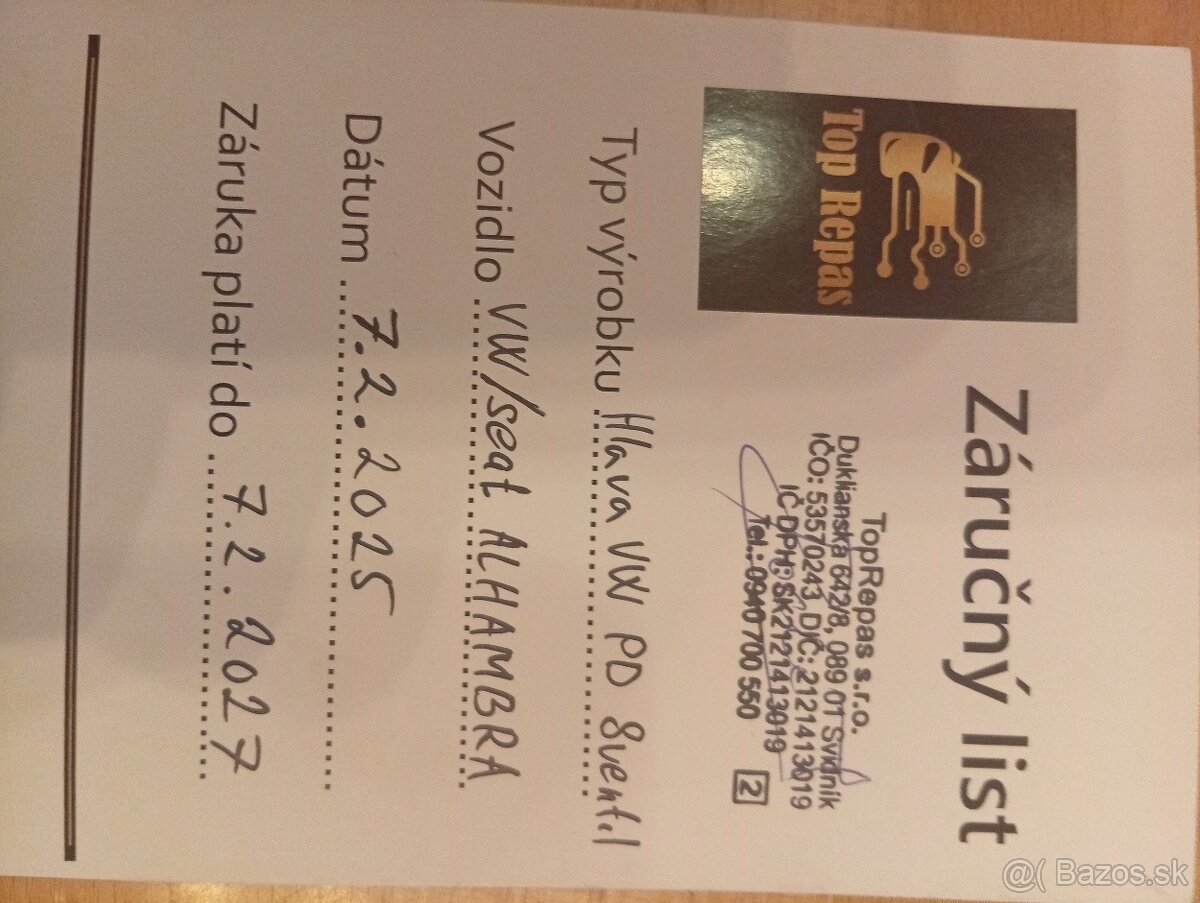 Záručný list
Top Repas
TopRepas s.r.o.
Duklianska 642/8, 089 01 Svidník
IČO: 53570243, DIČ: 2121413019
IČ DPH: SK2121413019
Tel.: 0940 700 550
2
Typ výrobku Hlava VW PD 8ventil
Vozidlo VW/seat ALHAMBRA
Dátum 7.2.2025
Záruka platí do 7.2.2027
@( Bazos.sk